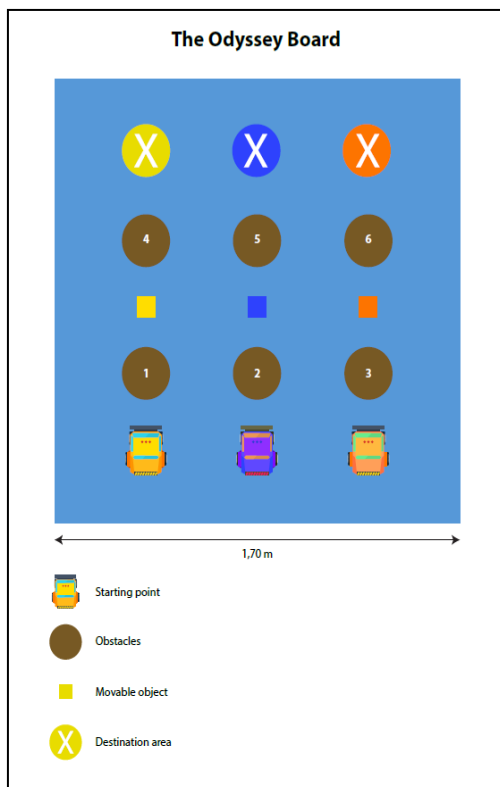 The Odyssey Board
X X X
4 5 6
1 2 3
1,70 m
Starting point
Obstacles
Movable object
X Destination area